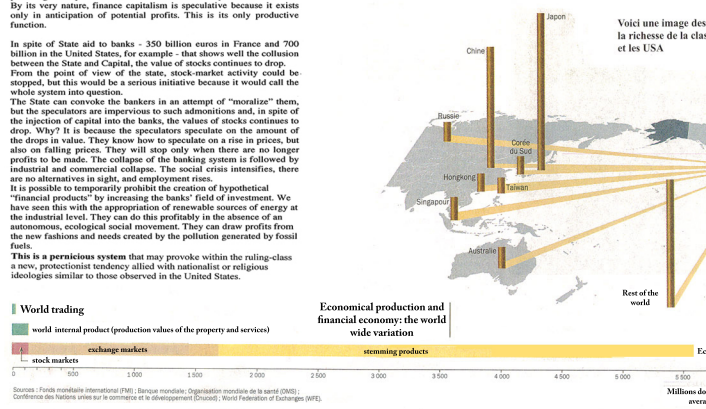 By its very nature, finance capitalism is speculative because it exists
only in anticipation of potential profits. This is its only productive
function.
In spite of State aid to banks - 350 billion euros in France and 700
billion in the United States, for example - that shows well the collusion
between the State and Capital, the value of stocks continues to drop.
From the point of view of the state, stock-market activity could be
stopped, but this would be a serious initiative because it would call the
whole system into question.
The State can convoke the bankers in an attempt of "moralize" them,
but the speculators are impervious to such admonitions and, in spite of
the injection of capital into the banks, the values of stocks continues to
drop. Why? It is because the speculators speculate on the amount of
the drops in value. They know how to speculate on a rise in prices, but
also on falling prices. They will stop only when there are no longer
profits to be made. The collapse of the banking system is followed by
industrial and commercial collapse. The social crisis intensifies, there
are no alternatives in sight, and employment rises.
It is possible to temporarily prohibit the creation of hypothetical
"financial products" by increasing the banks' field of investment. We
have seen this with the appropriation of renewable sources of energy at
the industrial level. They can do this profitably in the absence of an
autonomous, ecological social movement. They can draw profits from
the new fashions and needs created by the pollution generated by fossil
fuels.
This is a pernicious system that may provoke within the ruling-class
a new, protectionist tendency allied with nationalist or religious
ideologies similar to those observed in the United States.
Voici une image des
la richesse de la clas
et les USA
Japon
Chine
Russie
Corée
du Sud
Hongkong
Taïwan
Singapour
Australie
Rest of the
world
World trading
Economical production and
financial economy: the world
wide variation
world internal product (production values of the property and services)
exchange markets
stemming products
Ec
stock markets
0 500 1 000 1 500 2 000 2 500 3 000 3 500 4 000 4 500 5 000 5 500
Sources : Fonds monétaire international (FMI) ; Banque mondiale; Organisation mondiale de la santé (OMS) ;
Conférence des Nations unies sur le commerce et le développement (Cnuced) ; World Federation of Exchanges (WFE).
Millions do
avera